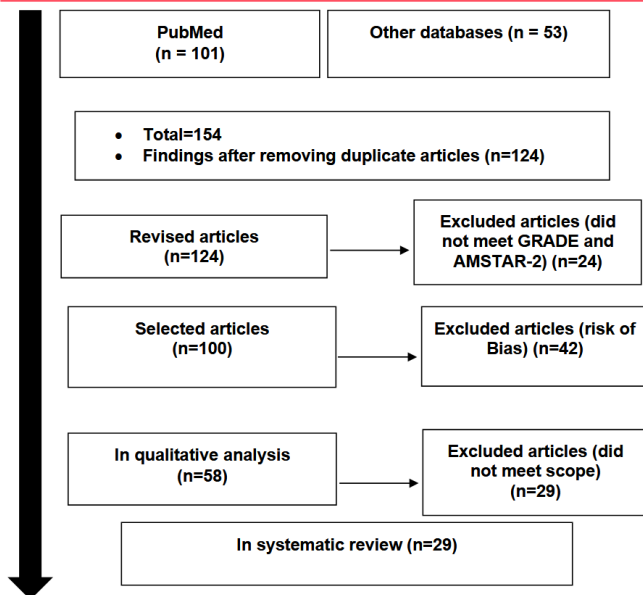 PubMed
(n = 101)
Other databases (n = 53)
• Total=154
• Findings after removing duplicate articles (n=124)
Revised articles
(n=124)
Excluded articles (did
not meet GRADE and
AMSTAR-2) (n=24)
Selected articles
(n=100)
Excluded articles (risk of
Bias) (n=42)
In qualitative analysis
(n=58)
Excluded articles (did
not meet scope)
(n=29)
In systematic review (n=29)